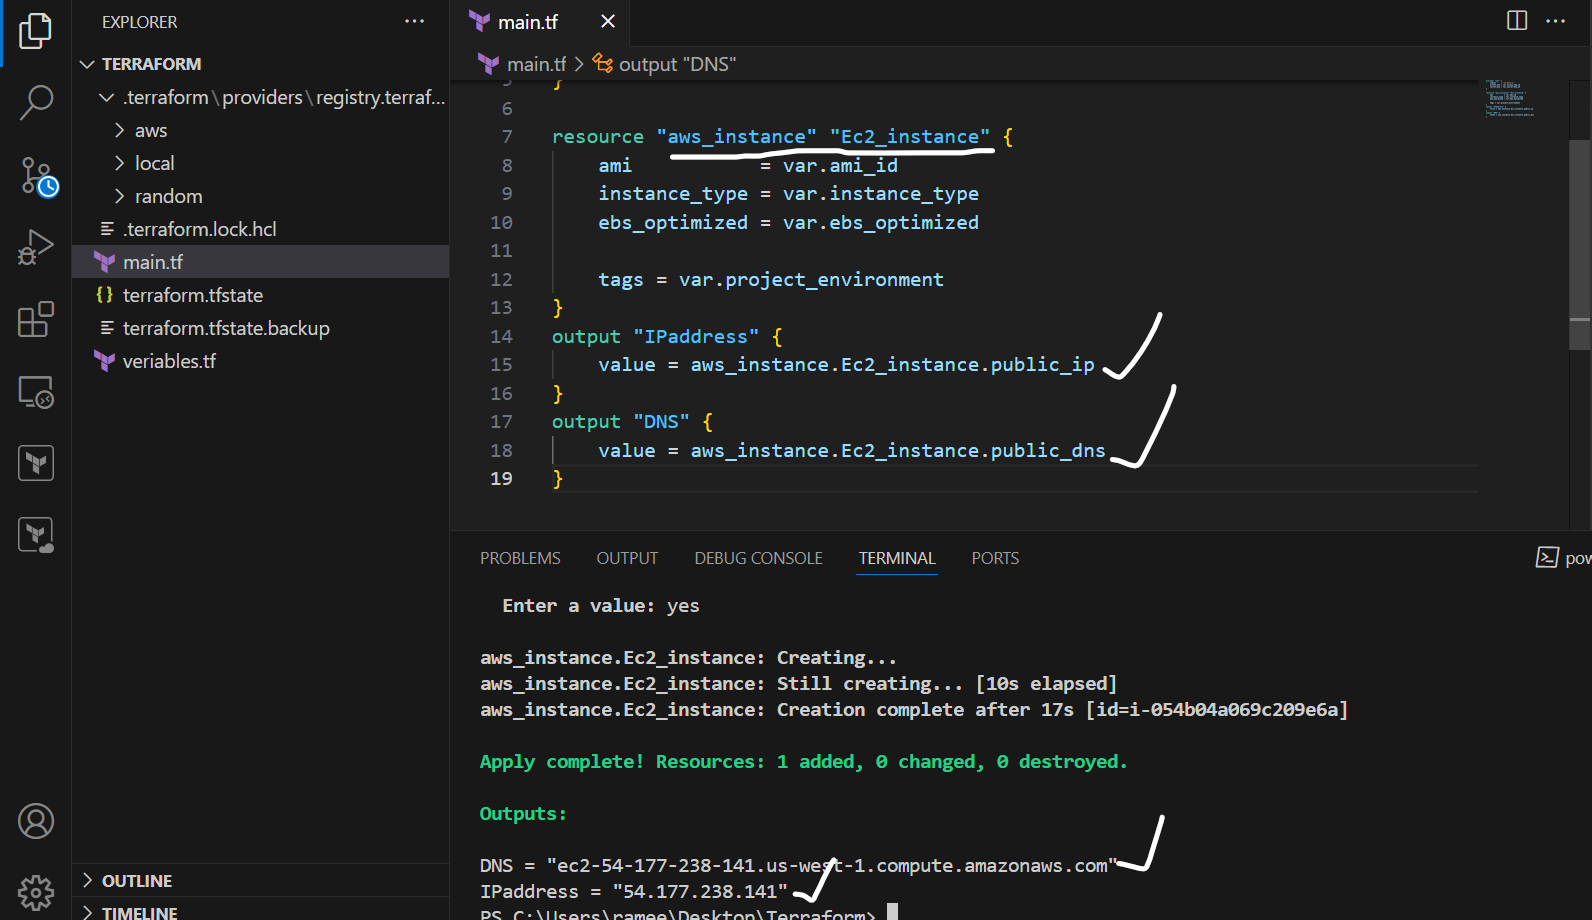 EXPLORER
TERRAFORM
.terraform\providers\registry.terraf...
aws
local
random
.terraform.lock.hcl
main.tf
{} terraform.tfstate
terraform.tfstate.backup
veriables.tf
OUTLINE
TIMELINE
main.tf
main.tf > output "DNS"
5 }
6
7 resource "aws_instance" "Ec2_instance" {
8 ami = var.ami_id
9 instance_type = var.instance_type
10 ebs_optimized = var.ebs_optimized
11
12 tags = var.project_environment
13 }
14 output "IPaddress" {
15 value = aws_instance.Ec2_instance.public_ip
16 }
17 output "DNS" {
18 value = aws_instance.Ec2_instance.public_dns
19 }
PROBLEMS OUTPUT DEBUG CONSOLE TERMINAL PORTS pow
Enter a value: yes
aws_instance.Ec2_instance: Creating...
aws_instance.Ec2_instance: Still creating... [10s elapsed]
aws_instance.Ec2_instance: Creation complete after 17s [id=i-054b04a069c209e6a]
Apply complete! Resources: 1 added, 0 changed, 0 destroyed.
Outputs:
DNS = "ec2-54-177-238-141.us-west-1.compute.amazonaws.com"
IPaddress = "54.177.238.141"
PS C:\Users\ramee\Desktop\Terraform>